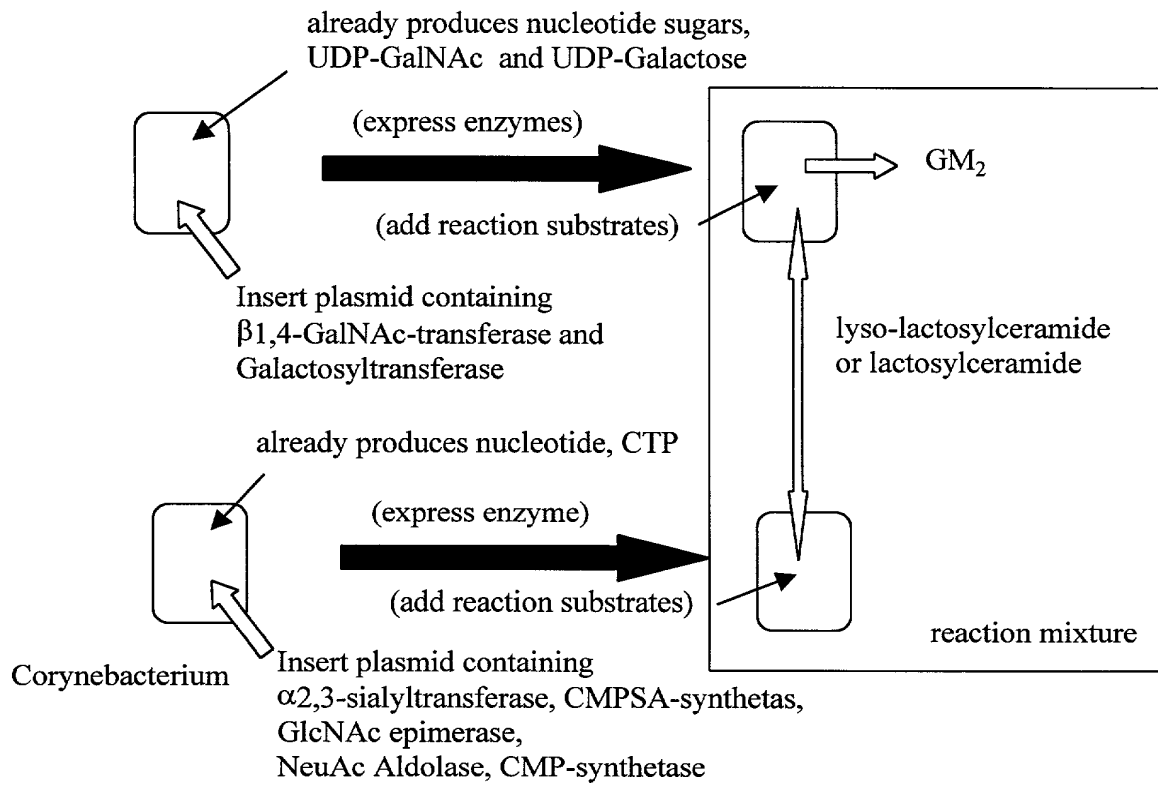 already produces nucleotide sugars,
UDP-GalNAc and UDP-Galactose
(express enzymes)
(add reaction substrates)
GM₂
Insert plasmid containing
β1,4-GalNAc-transferase and
Galactosyltransferase
lyso-lactosylceramide
or lactosylceramide
already produces nucleotide, CTP
(express enzyme)
(add reaction substrates)
reaction mixture
Corynebacterium
Insert plasmid containing
α2,3-sialyltransferase, CMPSA-synthetas,
GlcNAc epimerase,
NeuAc Aldolase, CMP-synthetase